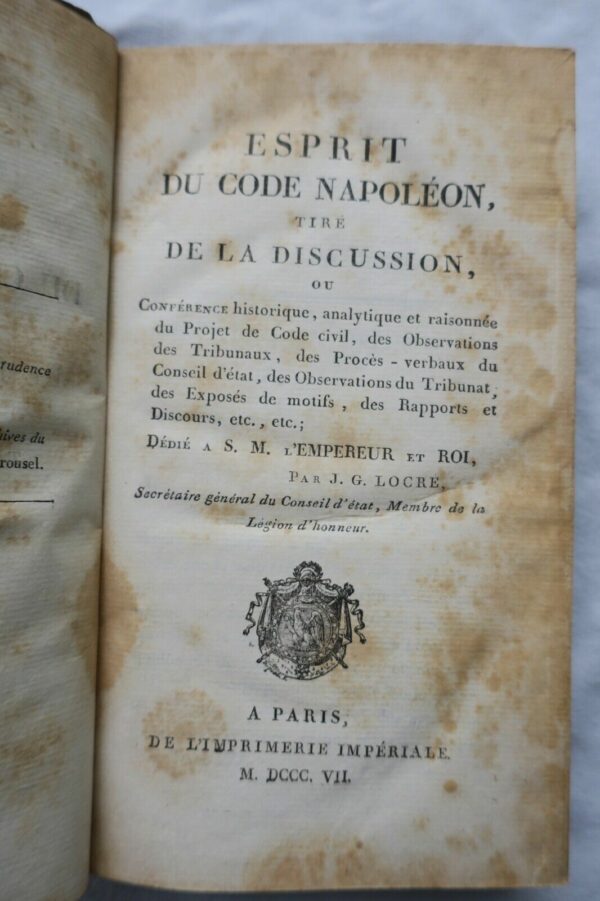 rudence
hives du
rousel.
ESPRIT
DU CODE NAPOLÉON,
TIRÉ
DE LA DISCUSSION,
OU
CONFÉRENCE historique, analytique et raisonnée
du Projet de Code civil, des Observations
des Tribunaux, des Procès-verbaux du
Conseil d'état, des Observations du Tribunat,
des Exposés de motifs, des Rapports et
Discours, etc., etc.;
DÉDIÉ A S. M. L'EMPEREUR ET ROI,
PAR J. G. LOCRÉ,
Secrétaire général du Conseil d'état, Membre de la
Légion d'honneur.
A PARIS,
DE L'IMPRIMERIE IMPÉRIALE.
M. DCCC. VII.